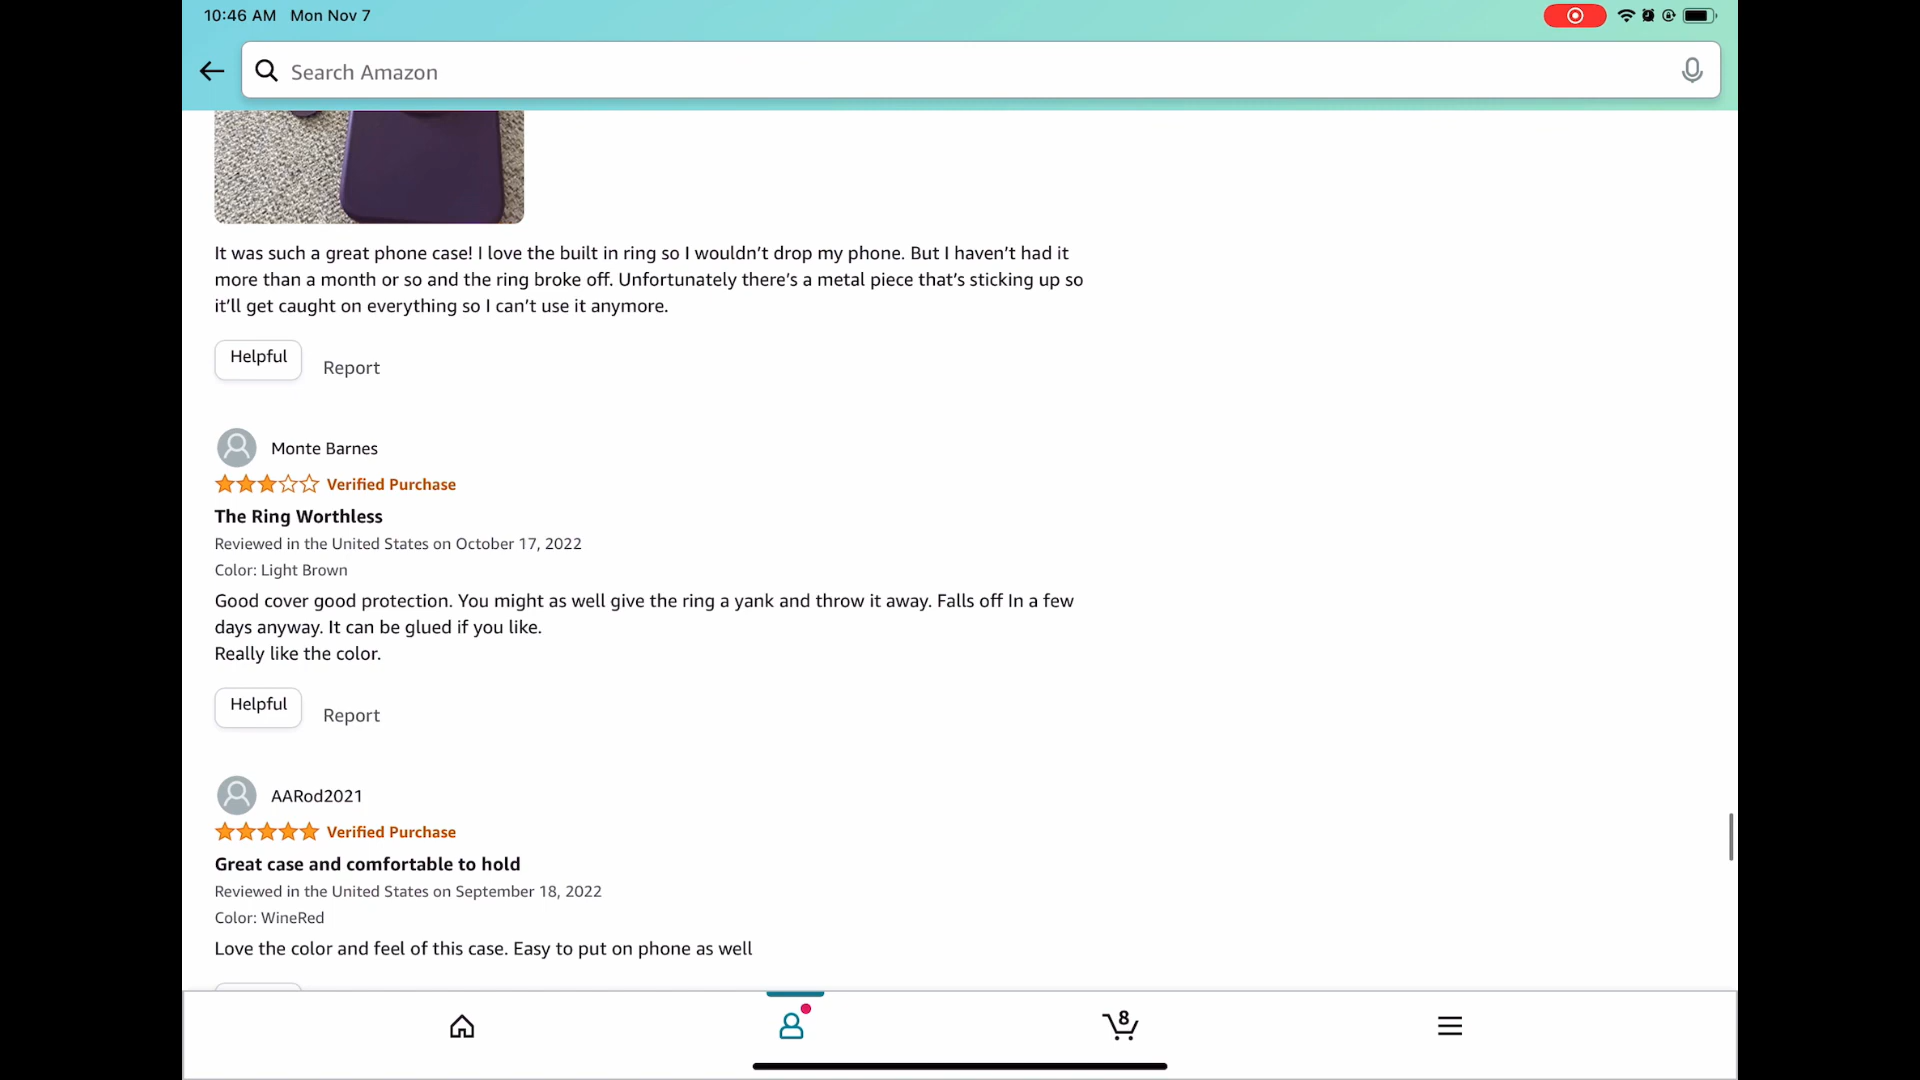 10:46 AM Mon Nov 7
Search Amazon
It was such a great phone case! I love the built in ring so I wouldn’t drop my phone. But I haven’t had it
more than a month or so and the ring broke off. Unfortunately there’s a metal piece that’s sticking up so
it’ll get caught on everything so I can’t use it anymore.
Helpful
Report
Monte Barnes
Verified Purchase
The Ring Worthless
Reviewed in the United States on October 17, 2022
Color: Light Brown
Good cover good protection. You might as well give the ring a yank and throw it away. Falls off In a few
days anyway. It can be glued if you like.
Really like the color.
Helpful
Report
AARod2021
Verified Purchase
Great case and comfortable to hold
Reviewed in the United States on September 18, 2022
Color: WineRed
Love the color and feel of this case. Easy to put on phone as well
8